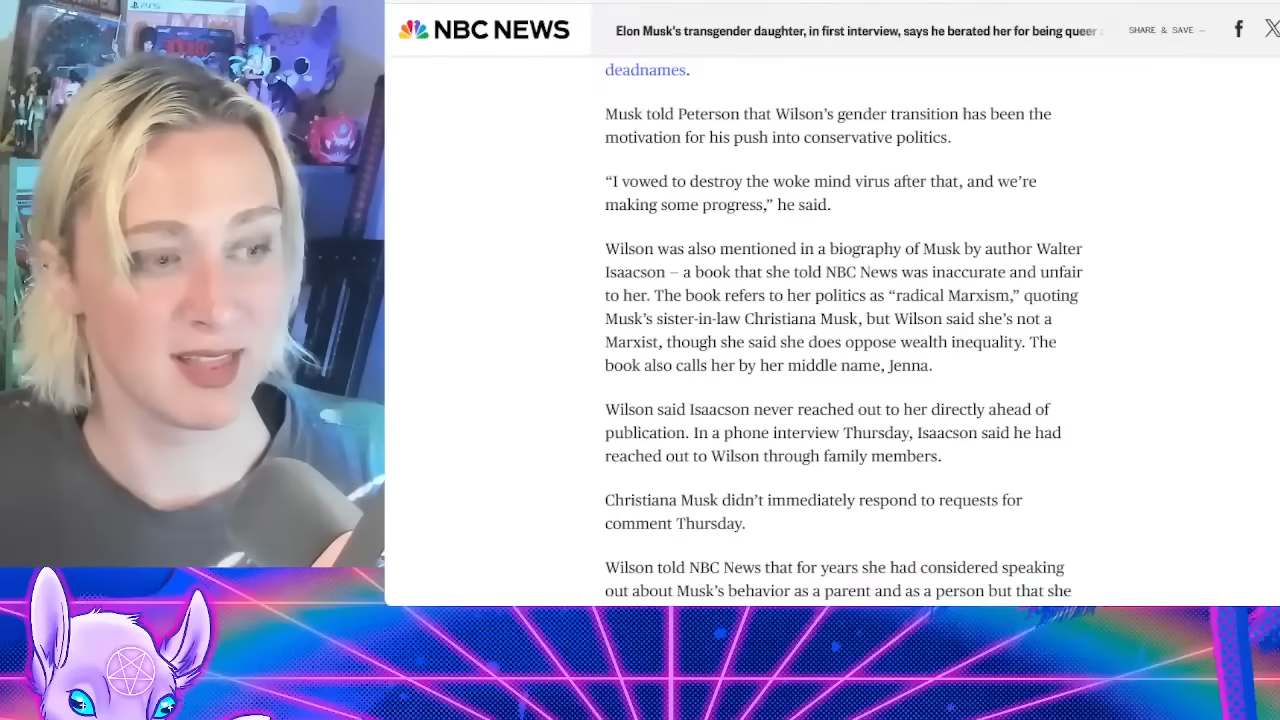 PS5
NBC NEWS
Elon Musk's transgender daughter, in first interview, says he berated her for being queer
SHARE & SAVE —
deadnames.
Musk told Peterson that Wilson's gender transition has been the
motivation for his push into conservative politics.
“I vowed to destroy the woke mind virus after that, and we're
making some progress,” he said.
Wilson was also mentioned in a biography of Musk by author Walter
Isaacson — a book that she told NBC News was inaccurate and unfair
to her. The book refers to her politics as “radical Marxism,” quoting
Musk's sister-in-law Christiana Musk, but Wilson said she's not a
Marxist, though she said she does oppose wealth inequality. The
book also calls her by her middle name, Jenna.
Wilson said Isaacson never reached out to her directly ahead of
publication. In a phone interview Thursday, Isaacson said he had
reached out to Wilson through family members.
Christiana Musk didn't immediately respond to requests for
comment Thursday.
Wilson told NBC News that for years she had considered speaking
out about Musk's behavior as a parent and as a person but that she